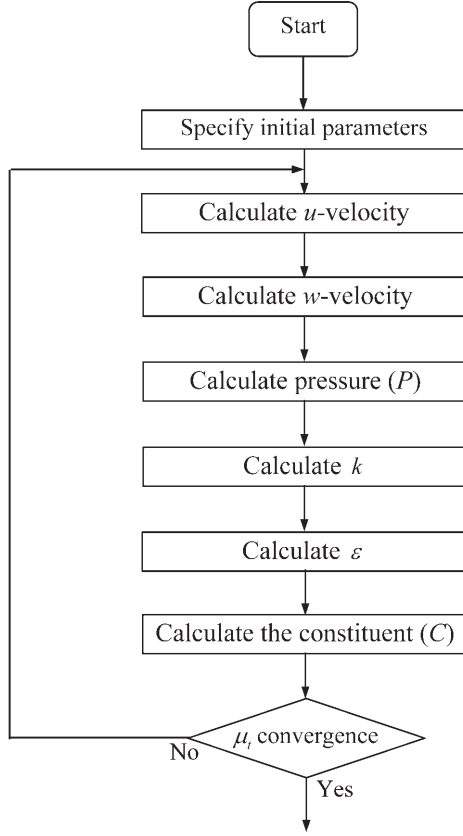 Start
Specify initial parameters
Calculate u-velocity
Calculate w-velocity
Calculate pressure (P)
Calculate k
Calculate ε
Calculate the constituent (C)
μt convergence
No
Yes